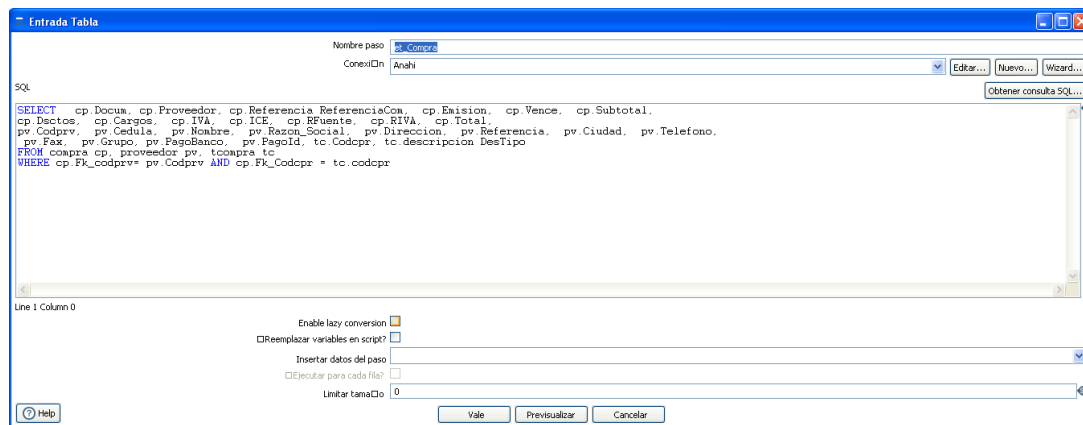 Entrada Tabla
Nombre paso et_Compra
Conexi□n Anahi Editar... Nuevo... Wizard...
SQL Obtener consulta SQL...
SELECT cp.Docum, cp.Proveedor, cp.Referencia ReferenciaCom, cp.Emision, cp.Vence, cp.Subtotal,
cp.Dsctos, cp.Cargos, cp.IVA, cp.ICE, cp.RFuente, cp.RIVA, cp.Total,
pv.Codprv, pv.Cedula, pv.Nombre, pv.Razon_Social, pv.Direccion, pv.Referencia, pv.Ciudad, pv.Telefono,
pv.Fax, pv.Grupo, pv.PagoBanco, pv.PagoId, tc.Codcpr, tc.descripcion DesTipo
FROM compra cp, proveedor pv, tcompra tc
WHERE cp.Fk_codprv= pv.Codprv AND cp.Fk_Codcpr = tc.codcpr
Line 1 Column 0
Enable lazy conversion
□Reemplazar variables en script?
Insertar datos del paso
□Ejecutar para cada fila?
Limitar tama□o 0
Help Vale Previsualizar Cancelar